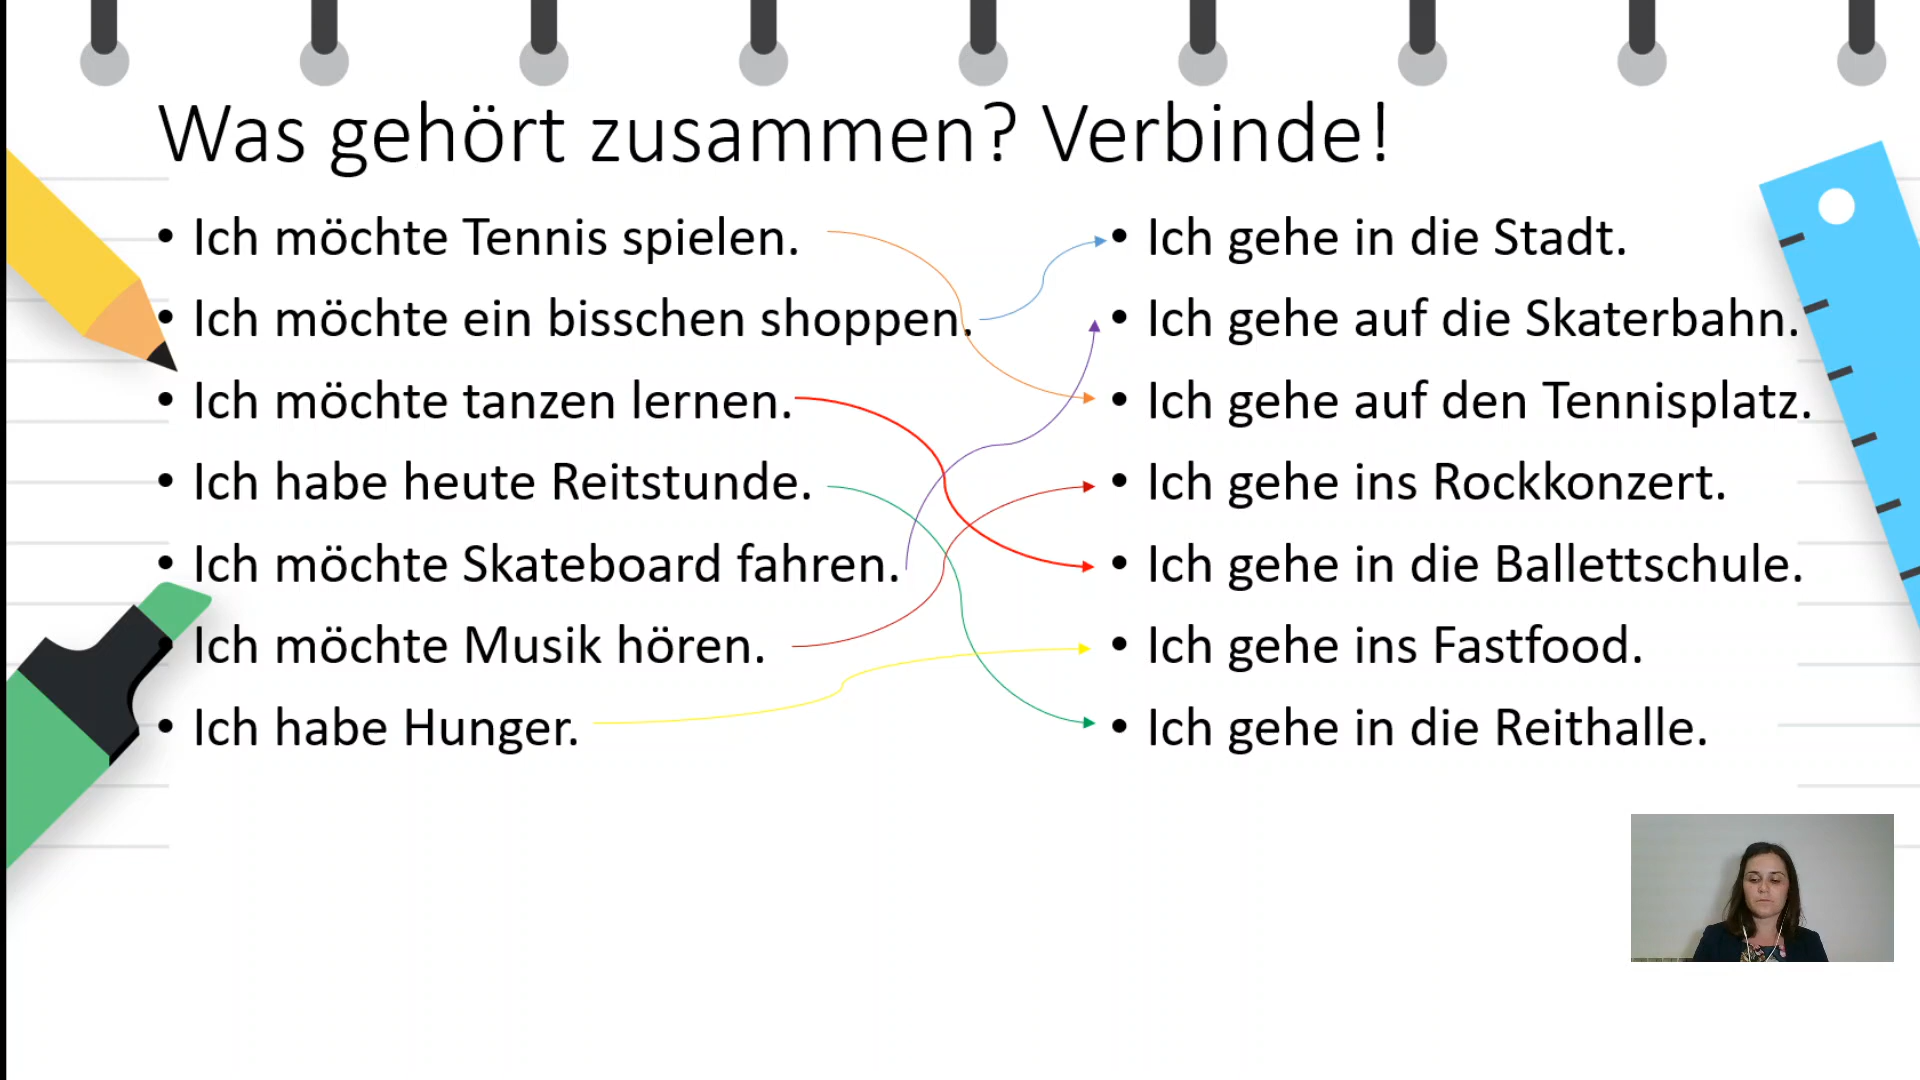 Was gehört zusammen? Verbinde!
• Ich möchte Tennis spielen.
• Ich möchte ein bisschen shoppen.
• Ich möchte tanzen lernen.
• Ich habe heute Reitstunde.
• Ich möchte Skateboard fahren.
• Ich möchte Musik hören.
• Ich habe Hunger.
• Ich gehe in die Stadt.
• Ich gehe auf die Skaterbahn.
• Ich gehe auf den Tennisplatz.
• Ich gehe ins Rockkonzert.
• Ich gehe in die Ballettschule.
• Ich gehe ins Fastfood.
• Ich gehe in die Reithalle.